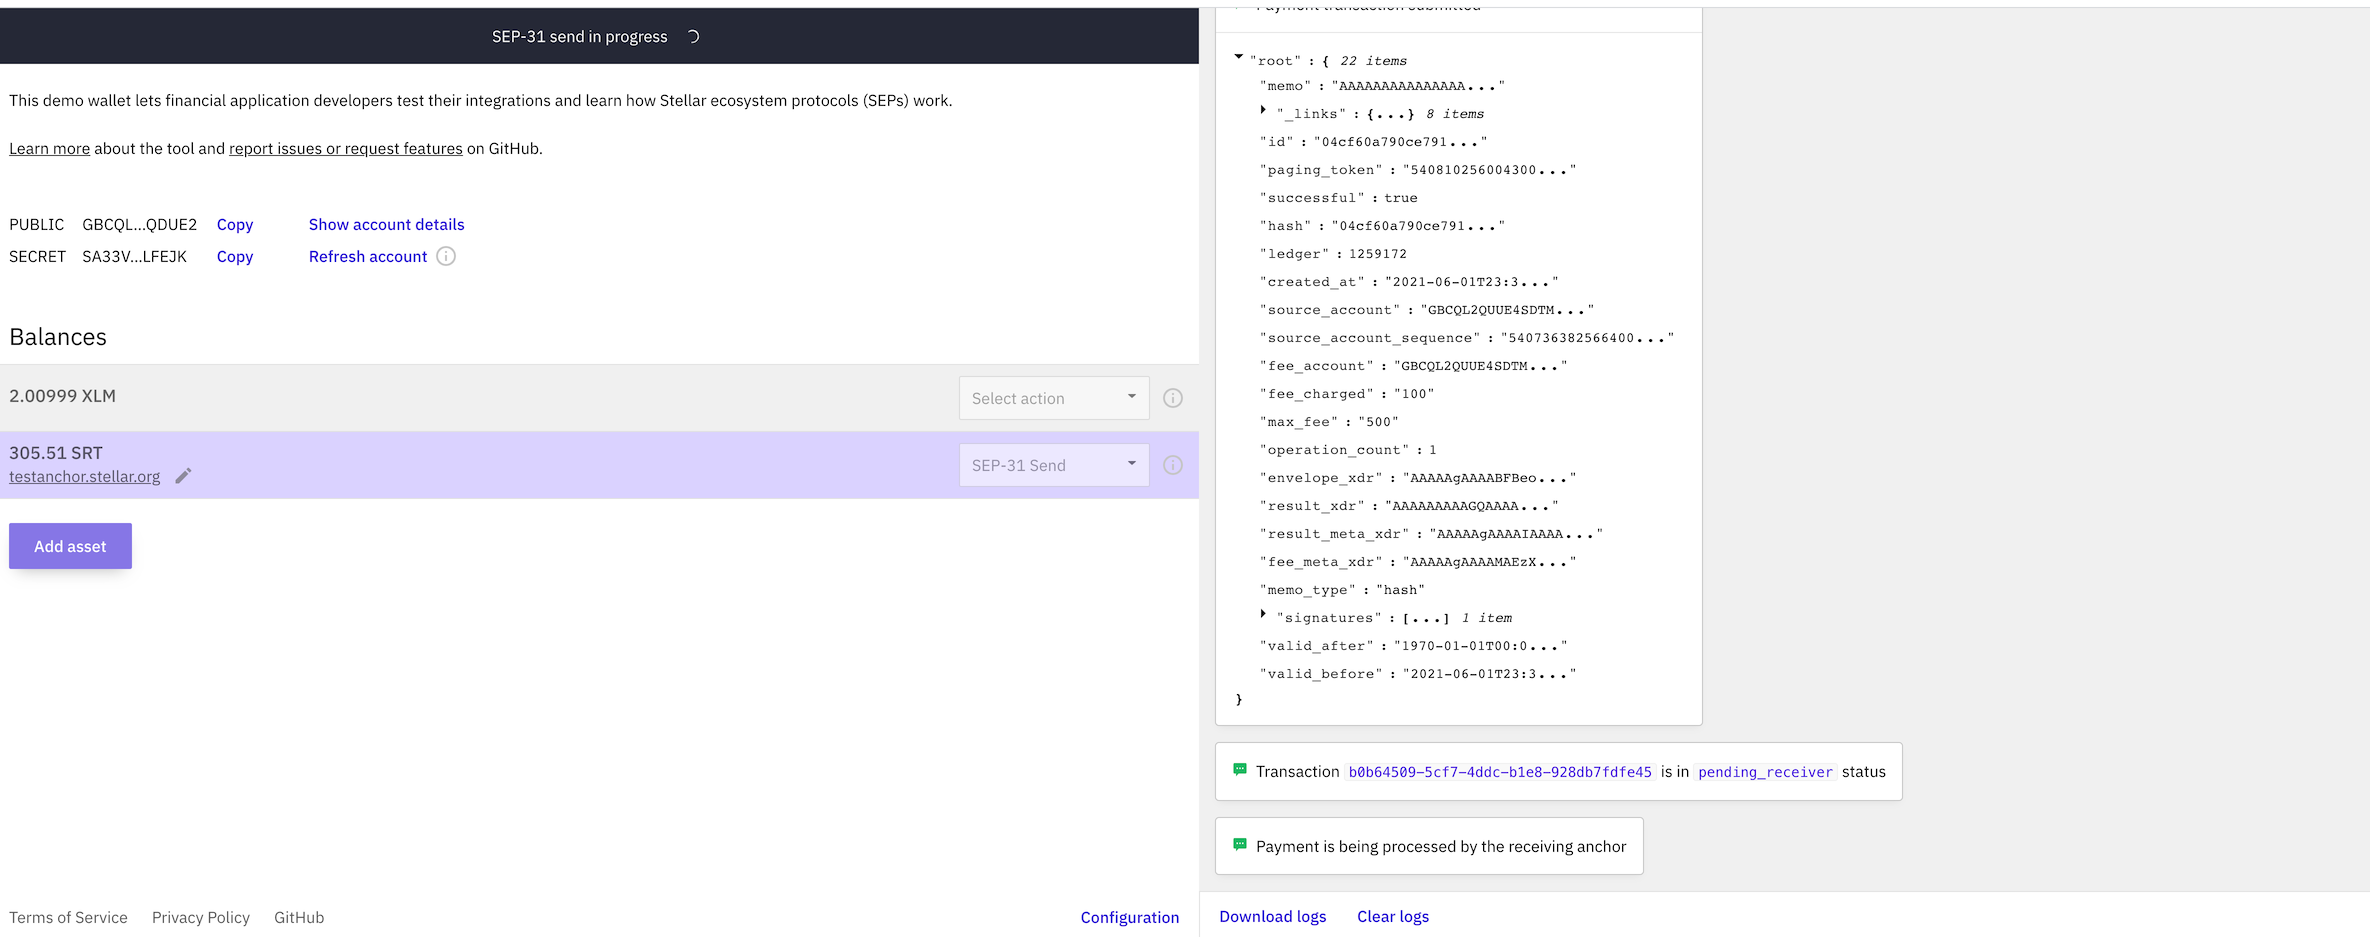 SEP-31 send in progress
This demo wallet lets financial application developers test their integrations and learn how Stellar ecosystem protocols (SEPs) work.
Learn more about the tool and report issues or request features on GitHub.
PUBLIC GBCQL...QDUE2 Copy Show account details
SECRET SA33V...LFEJK Copy Refresh account
Balances
2.00999 XLM Select action
305.51 SRT
testanchor.stellar.org SEP-31 Send
Add asset
Terms of Service Privacy Policy GitHub Configuration
Payment transaction submitted
"root" : { 22 items
"memo" : "AAAAAAAAAAAAAAA..."
"_links" : {...} 8 items
"id" : "04cf60a790ce791..."
"paging_token" : "540810256004300..."
"successful" : true
"hash" : "04cf60a790ce791..."
"ledger" : 1259172
"created_at" : "2021-06-01T23:3..."
"source_account" : "GBCQL2QUUE4SDTM..."
"source_account_sequence" : "540736382566400..."
"fee_account" : "GBCQL2QUUE4SDTM..."
"fee_charged" : "100"
"max_fee" : "500"
"operation_count" : 1
"envelope_xdr" : "AAAAAgAAAABFBeo..."
"result_xdr" : "AAAAAAAAAGQAAAA..."
"result_meta_xdr" : "AAAAAgAAAAIAAAA..."
"fee_meta_xdr" : "AAAAAgAAAAMAEzX..."
"memo_type" : "hash"
"signatures" : [...] 1 item
"valid_after" : "1970-01-01T00:0..."
"valid_before" : "2021-06-01T23:3..."
}
Transaction b0b64509-5cf7-4ddc-b1e8-928db7fdfe45 is in pending_receiver status
Payment is being processed by the receiving anchor
Download logs Clear logs